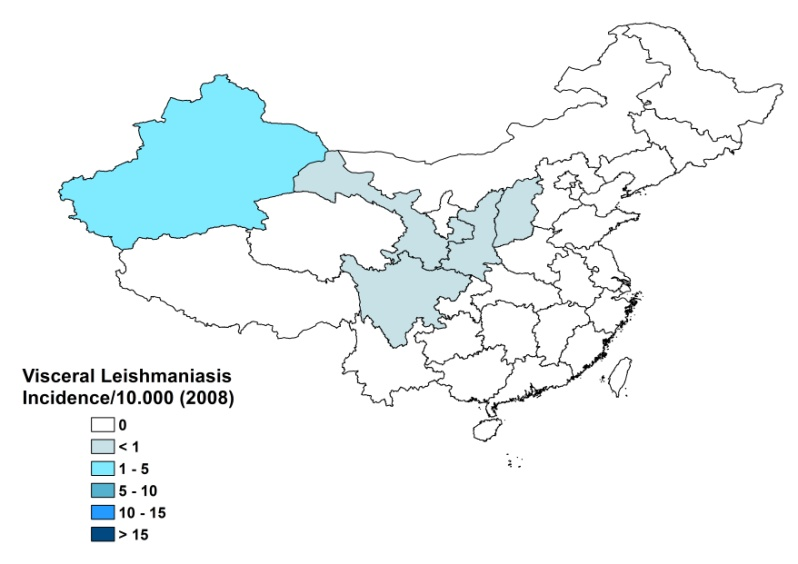 Visceral Leishmaniasis
Incidence/10.000 (2008)
0
< 1
1 - 5
5 - 10
10 - 15
> 15